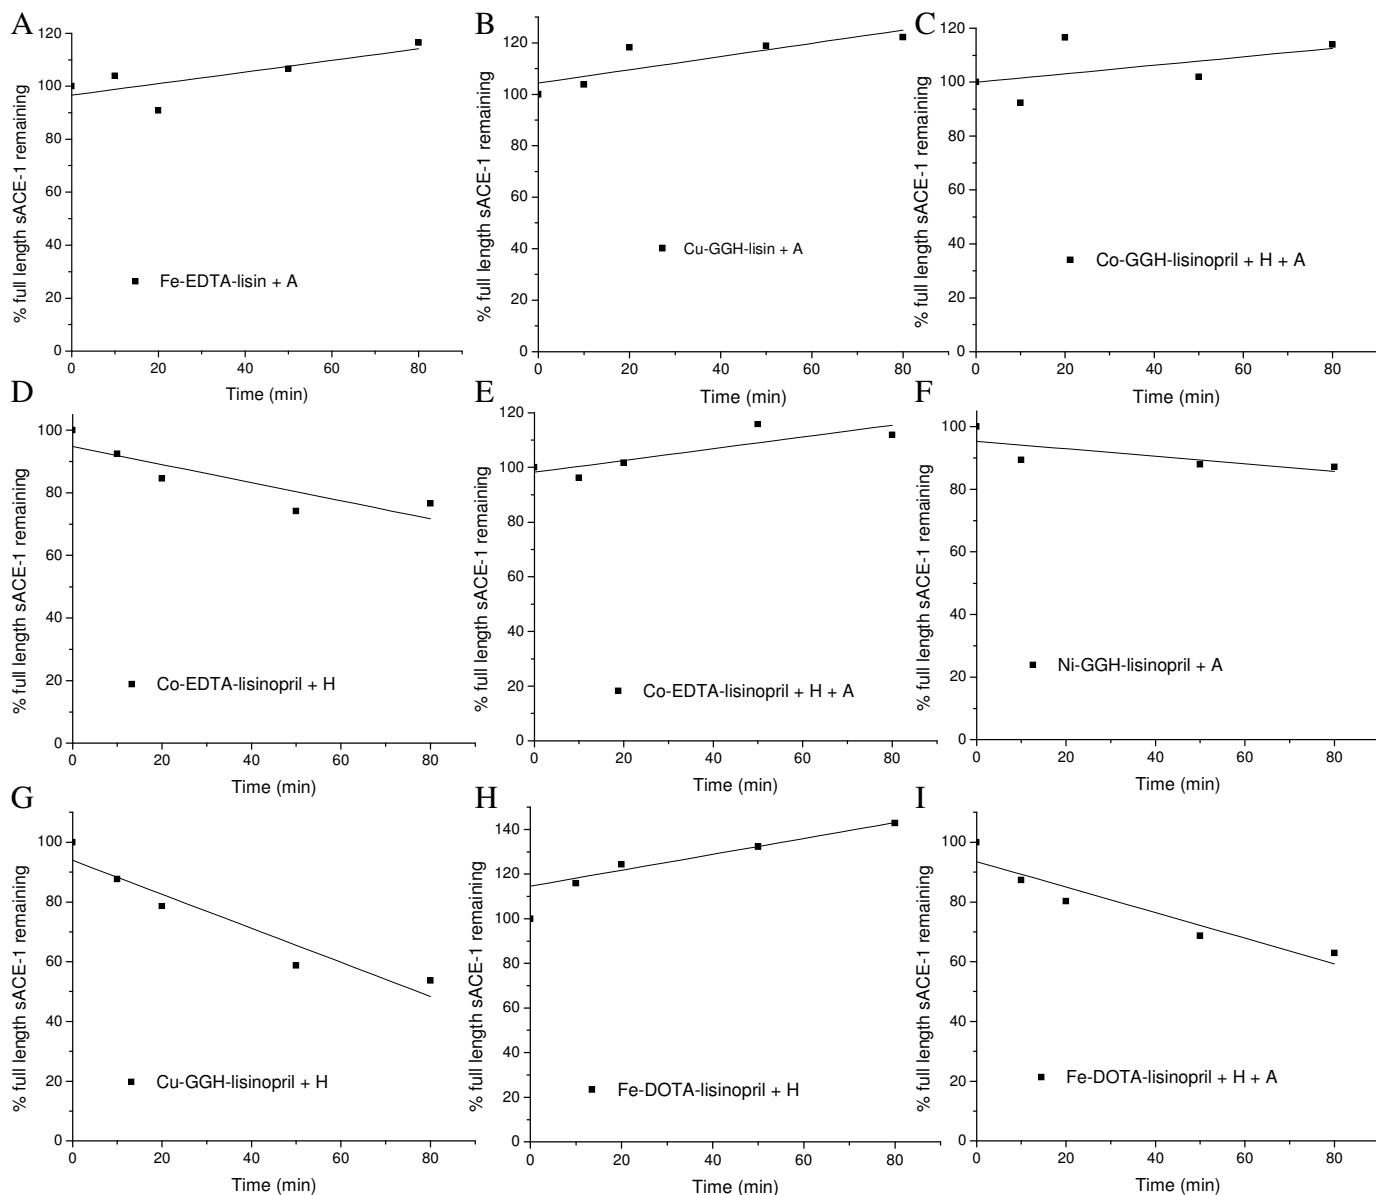 A
% full length sACE-1 remaining
120
100
80
60
40
20
0
Fe-EDTA-lisin + A
0 20 40 60 80
Time (min)
B
% full length sACE-1 remaining
120
100
80
60
40
20
0
Cu-GGH-lisin + A
0 20 40 60 80
Time (min)
C
% full length sACE-1 remaining
120
100
80
60
40
20
0
Co-GGH-lisinopril + H + A
0 20 40 60 80
Time (min)
D
% full length sACE-1 remaining
100
80
60
40
20
0
Co-EDTA-lisinopril + H
0 20 40 60 80
Time (min)
E
% full length sACE-1 remaining
120
100
80
60
40
20
0
Co-EDTA-lisinopril + H + A
0 20 40 60 80
Time (min)
F
% full length sACE-1 remaining
100
80
60
40
20
0
Ni-GGH-lisinopril + A
0 20 40 60 80
Time (min)
G
% full length sACE-1 remaining
100
80
60
40
20
0
Cu-GGH-lisinopril + H
0 20 40 60 80
Time (min)
H
% full length sACE-1 remaining
140
120
100
80
60
40
20
0
Fe-DOTA-lisinopril + H
0 20 40 60 80
Time (min)
I
% full length sACE-1 remaining
100
80
60
40
20
0
Fe-DOTA-lisinopril + H + A
0 20 40 60 80
Time (min)